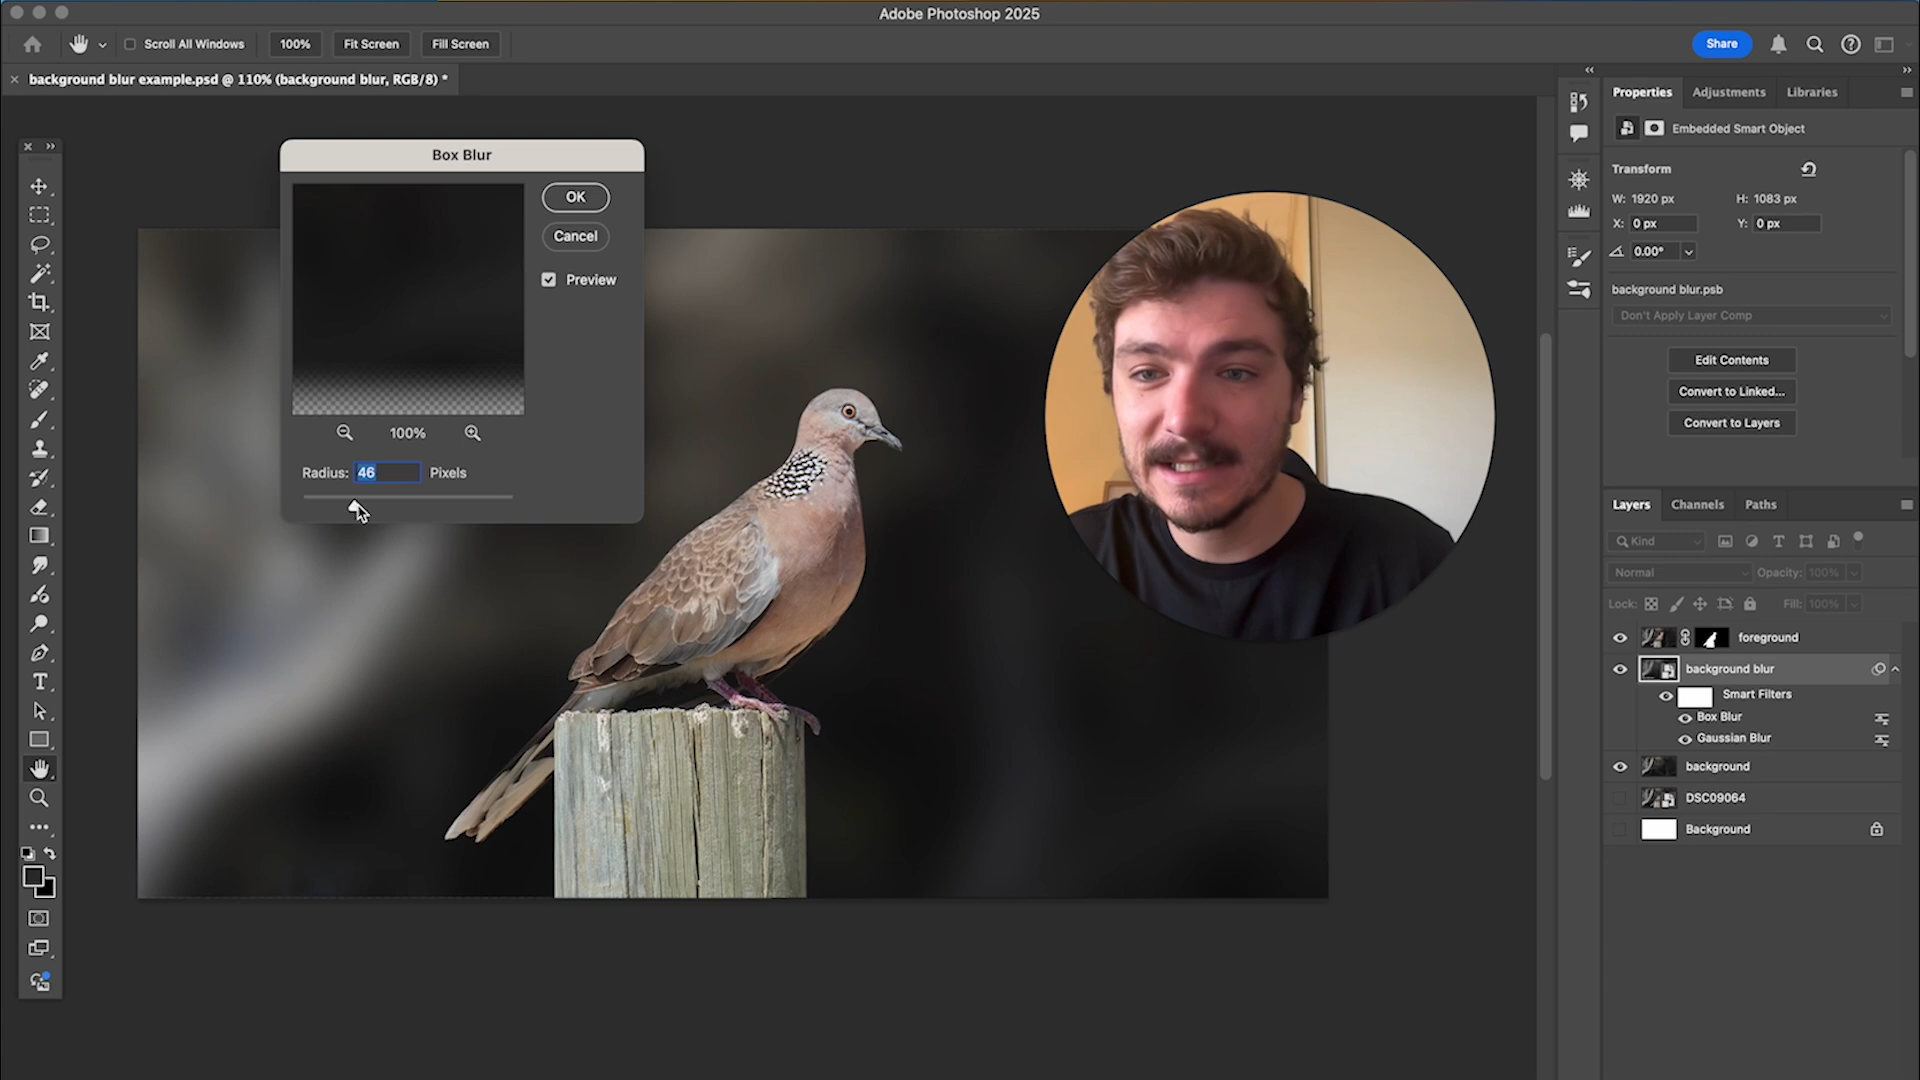 Adobe Photoshop 2025
Scroll All Windows
100%
Fit Screen
Fill Screen
Share
background blur example.psd @ 110% (background blur, RGB/8) *
Box Blur
OK
Cancel
Preview
100%
Radius: 46 Pixels
Properties
Adjustments
Libraries
Embedded Smart Object
Transform
W: 1920 px
H: 1083 px
X: 0 px
Y: 0 px
0.00°
background blur.psb
Don't Apply Layer Comp
Edit Contents
Convert to Linked...
Convert to Layers
Layers
Channels
Paths
Kind
Normal
Opacity: 100%
Lock:
Fill: 100%
foreground
background blur
Smart Filters
Box Blur
Gaussian Blur
background
DSC09064
Background